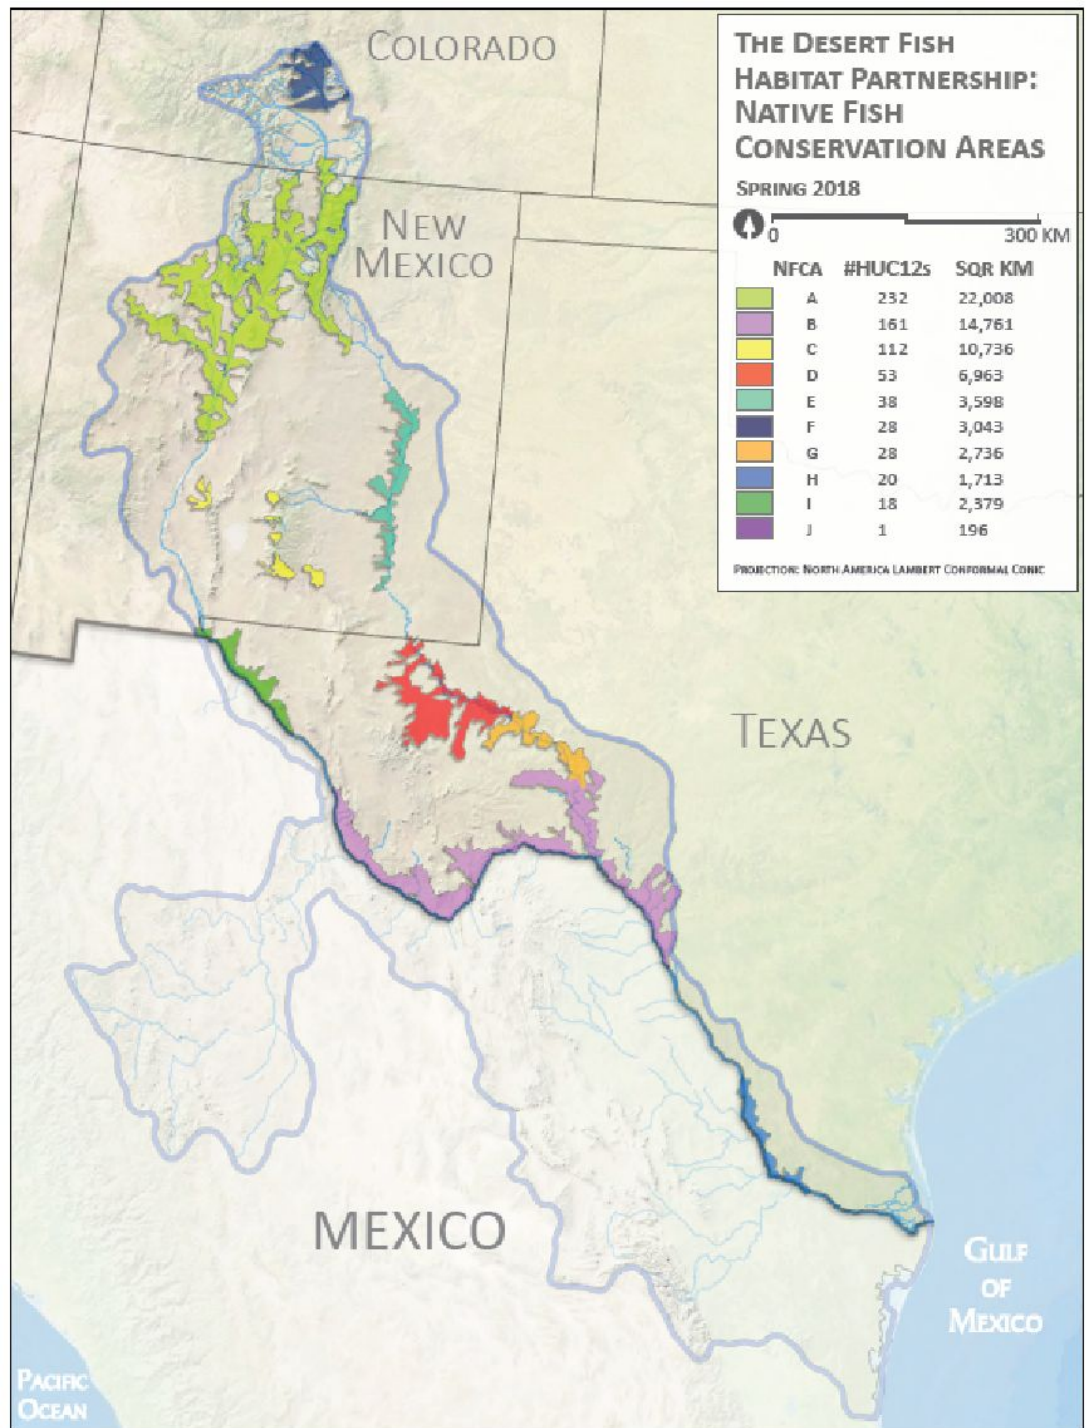 COLORADO
THE DESERT FISH
HABITAT PARTNERSHIP:
NATIVE FISH
CONSERVATION AREAS
SPRING 2018
0 300 KM
NFCA #HUC12S SQR KM
A 232 22,008
B 161 14,761
C 112 10,736
D 53 6,963
E 38 3,598
F 28 3,043
G 28 2,736
H 20 1,713
I 18 2,379
J 1 196
PROJECTION: NORTH AMERICA LAMBERT CONFORMAL CONIC
NEW
MEXICO
TEXAS
MEXICO
GULF
OF
MEXICO
PACIFIC
OCEAN